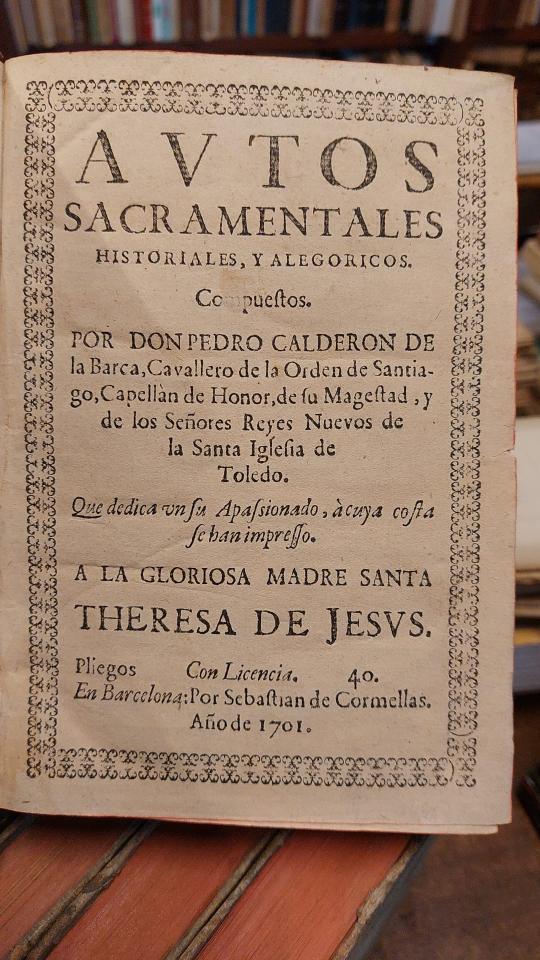 AVTOS
SACRAMENTALES
HISTORIALES, Y ALEGORICOS.
Compueſtos.
POR DON PEDRO CALDERON DE
la Barca, Cavallero de la Orden de Santia-
go, Capellàn de Honor, de ſu Mageſtad, y
de los Señores Reyes Nuevos de
la Santa Igleſia de
Toledo.
Que dedica vn ſu Apaſsionado, à cuya coſta
ſe han impreſſo.
A LA GLORIOSA MADRE SANTA
THERESA DE JESVS.
Pliegos Con Licencia. 40.
En Barcelona: Por Sebaſtian de Cormellas.
Año de 1701.